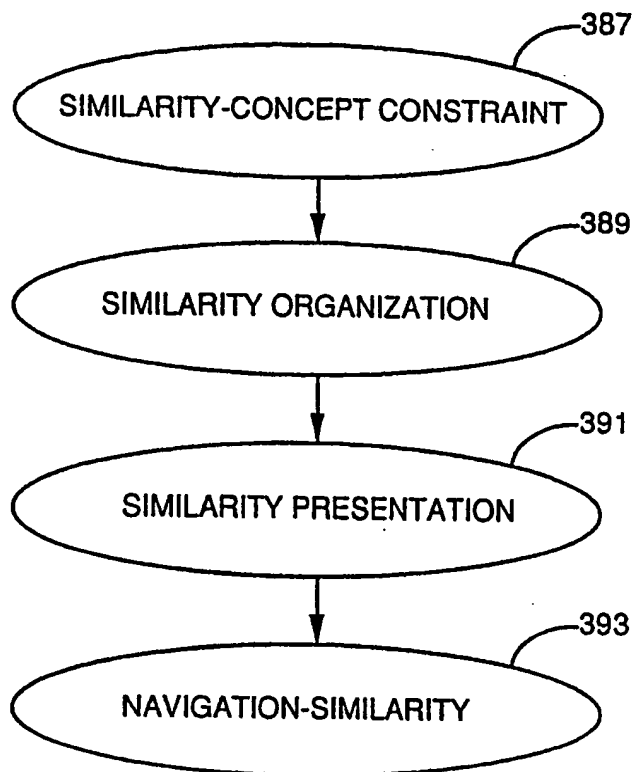 387
SIMILARITY-CONCEPT CONSTRAINT
389
SIMILARITY ORGANIZATION
391
SIMILARITY PRESENTATION
393
NAVIGATION-SIMILARITY